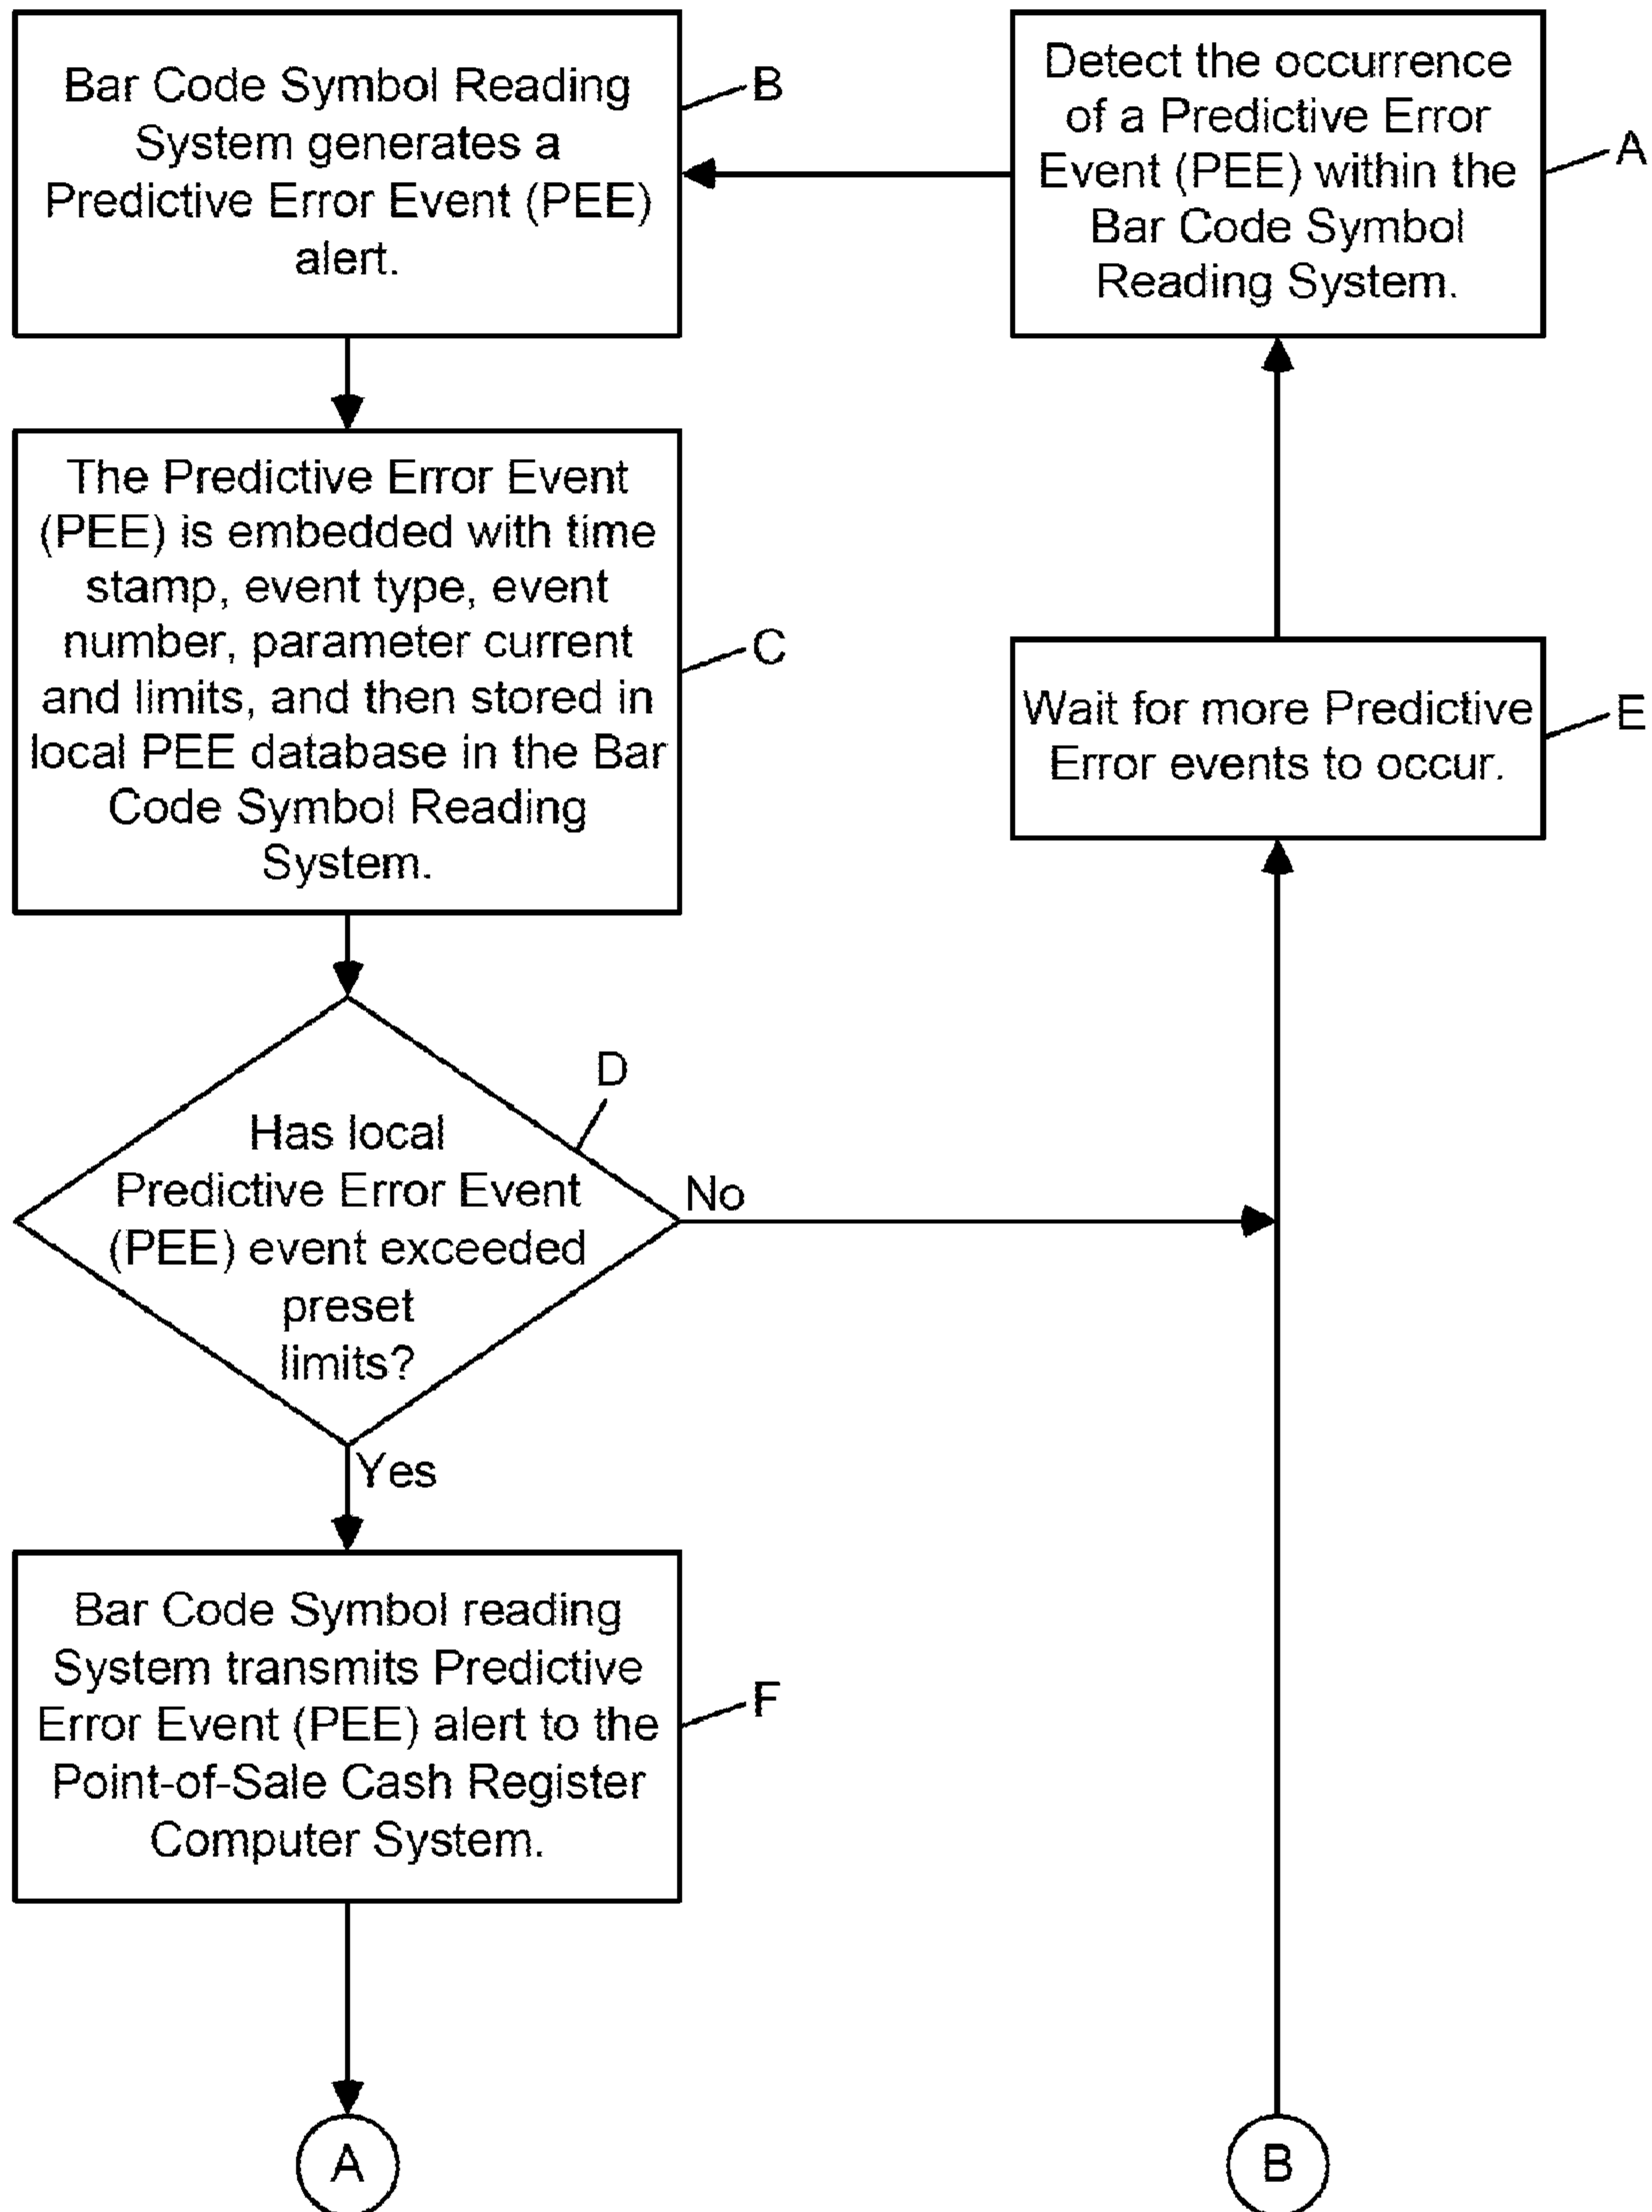 Bar Code Symbol Reading
System generates a
Predictive Error Event (PEE)
alert.
B
Detect the occurrence
of a Predictive Error
Event (PEE) within the
Bar Code Symbol
Reading System.
A
The Predictive Error Event
(PEE) is embedded with time
stamp, event type, event
number, parameter current
and limits, and then stored in
local PEE database in the Bar
Code Symbol Reading
System.
C
Wait for more Predictive
Error events to occur.
E
D
Has local
Predictive Error Event
(PEE) event exceeded
preset
limits?
No
Yes
Bar Code Symbol reading
System transmits Predictive
Error Event (PEE) alert to the
Point-of-Sale Cash Register
Computer System.
F
A
B